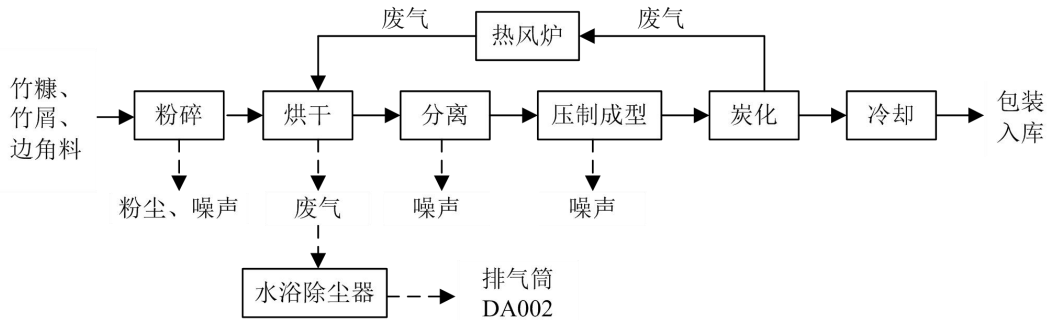 废气
热风炉
废气
竹糠、
竹屑、
边角料
粉碎
烘干
分离
压制成型
炭化
冷却
包装
入库
粉尘、噪声
废气
噪声
噪声
水浴除尘器
排气筒
DA002